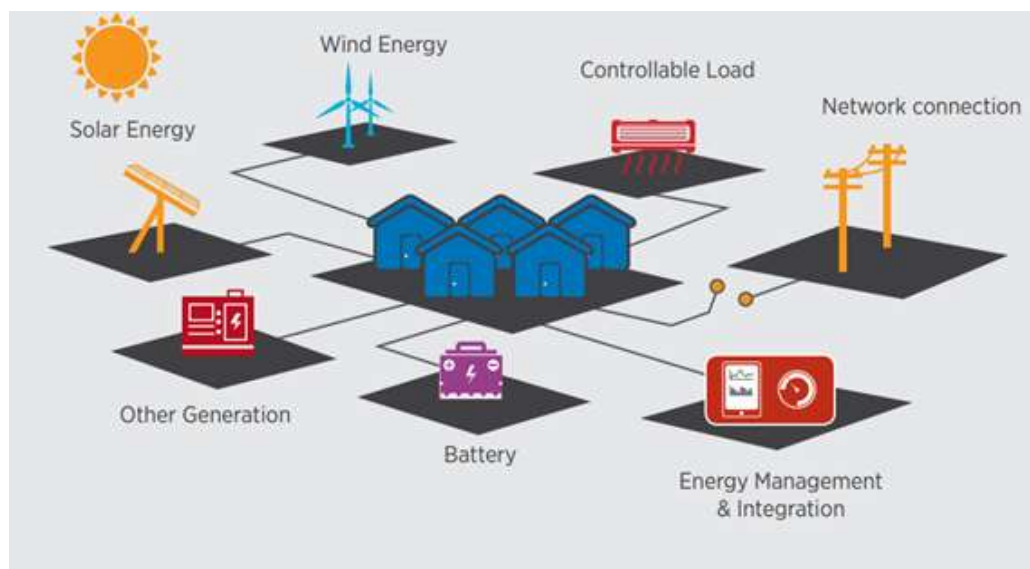 Wind Energy
Controllable Load
Network connection
Solar Energy
Other Generation
Battery
Energy Management
& Integration